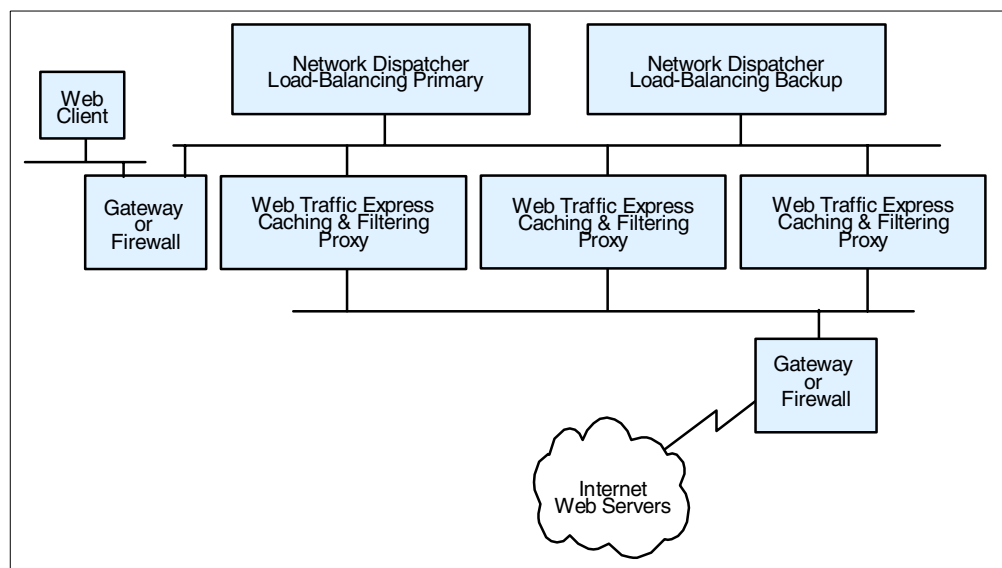 Network Dispatcher
Load-Balancing Primary
Network Dispatcher
Load-Balancing Backup
Web
Client
Gateway
or
Firewall
Web Traffic Express
Caching & Filtering
Proxy
Web Traffic Express
Caching & Filtering
Proxy
Web Traffic Express
Caching & Filtering
Proxy
Gateway
or
Firewall
Internet
Web Servers